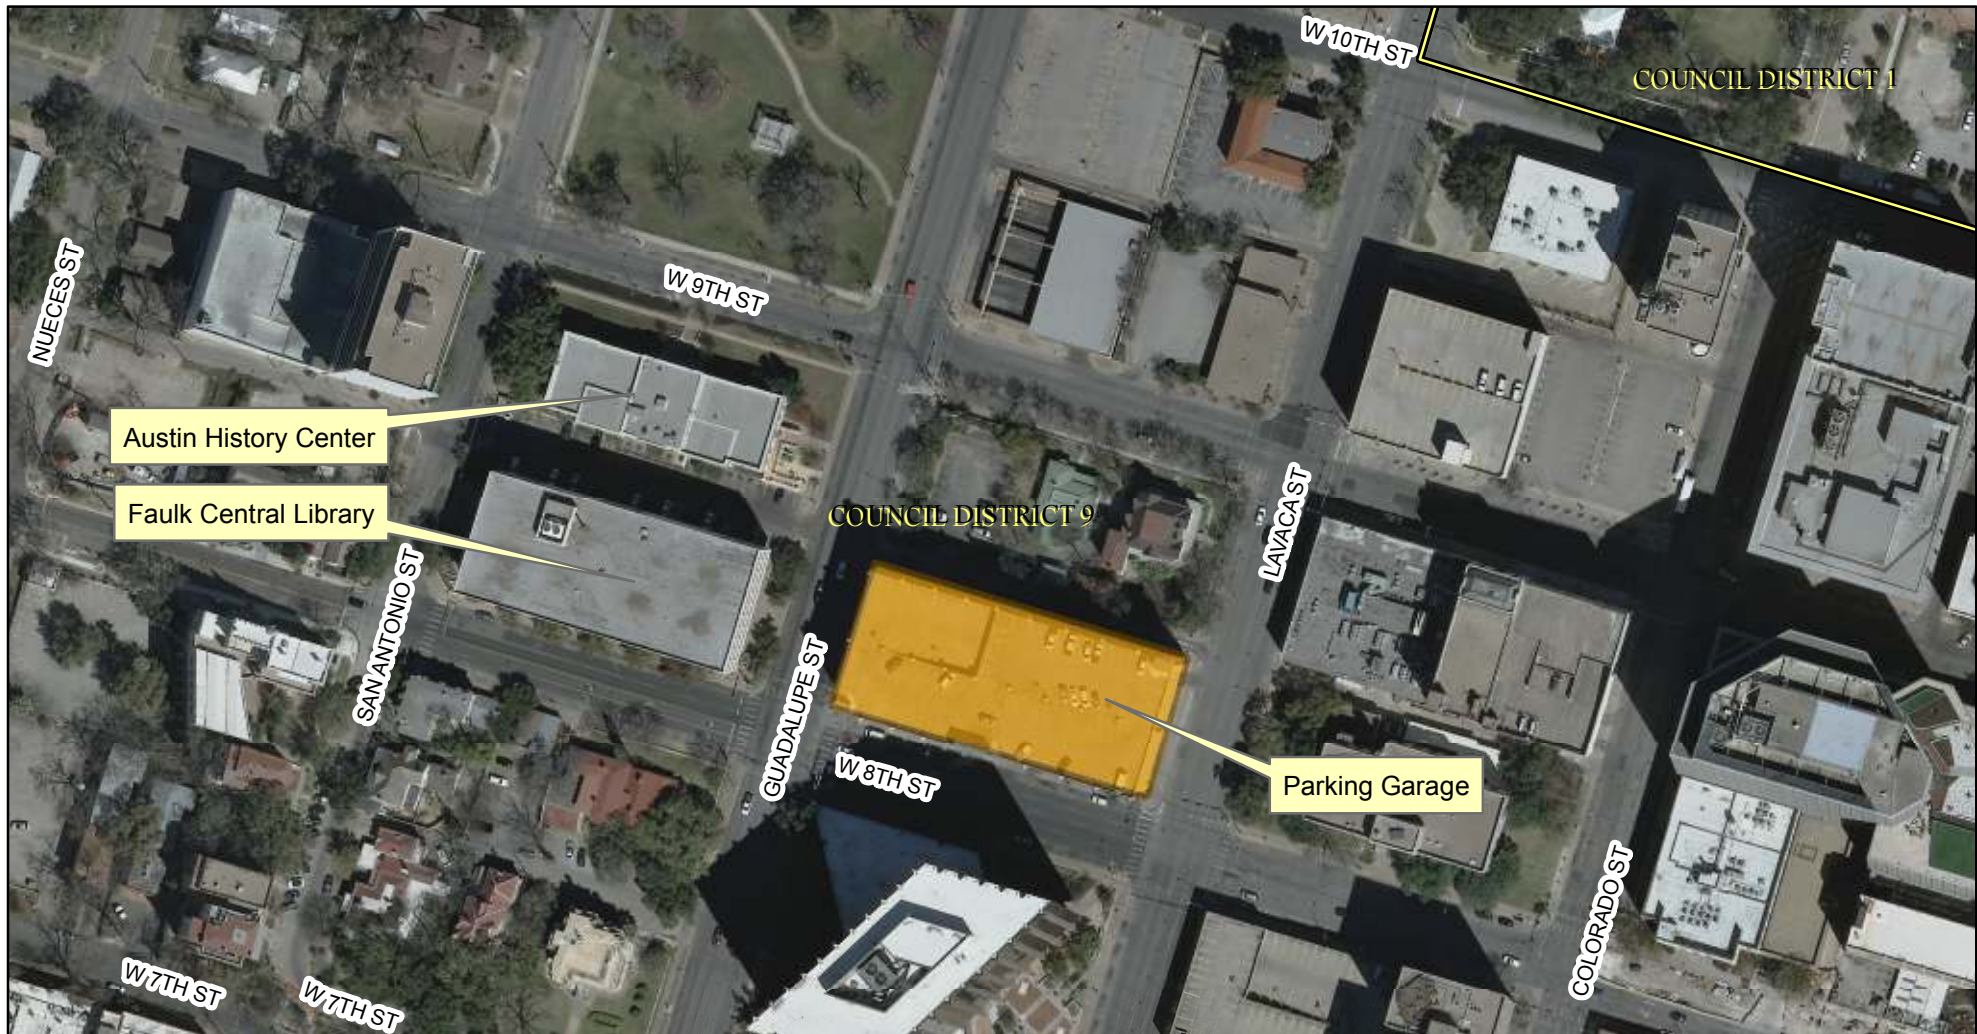 W 10TH ST
COUNCIL DISTRICT 1
NUECES ST
W 9TH ST
Austin History Center
Faulk Central Library
COUNCIL DISTRICT 9
LAVACA ST
SAN ANTONIO ST
GUADALUPE ST
W 8TH ST
Parking Garage
COLORADO ST
W 7TH ST
W 7TH ST